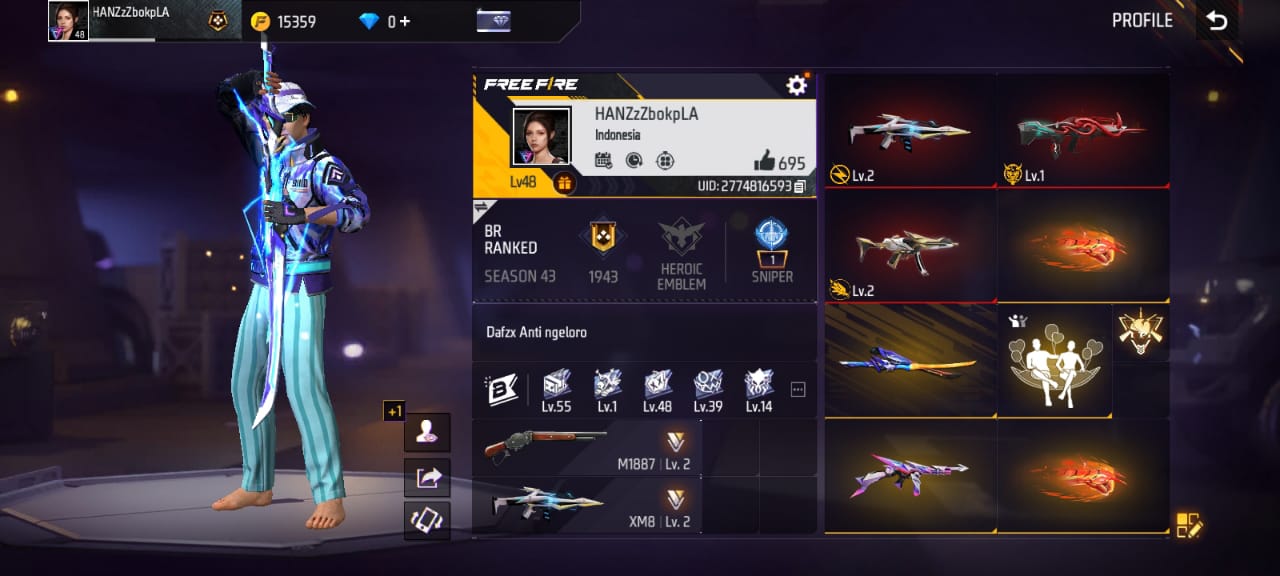 HANZzZbokpLA
48
15359
0 +
PROFILE
FREE FIRE
HANZzZbokpLA
Indonesia
695
Lv48
UID: 2774816593
BR
RANKED
SEASON 43
1943
HEROIC
EMBLEM
1
SNIPER
Dafzx Anti ngeloro
Lv.55
Lv.1
Lv.48
Lv.39
Lv.14
M1887 | Lv. 2
XM8 | Lv. 2
+1
Lv.2
Lv.1
Lv.2